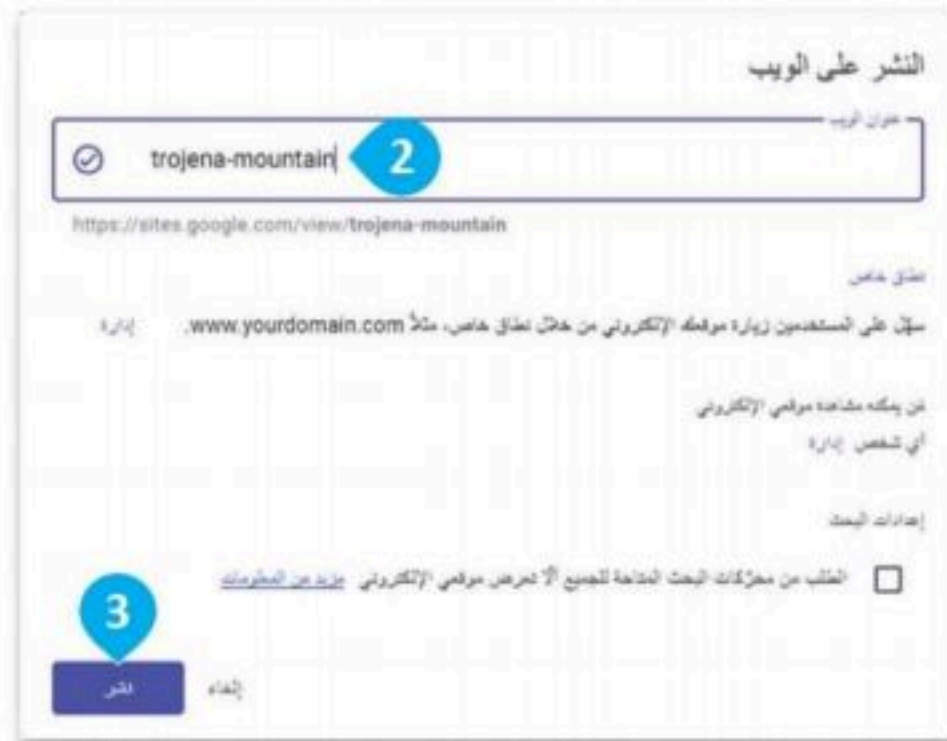 النشر على الويب
عنوان الويب
trojena-mountain
2
https://sites.google.com/view/trojena-mountain
نطاق خاص
سهّل على المستخدمين زيارة موقعك الإلكتروني من خلال نطاق خاص، مثلاً www.yourdomain.com. إدارة
من يمكنه مشاهدة موقعي الإلكتروني
أي شخص إدارة
إعدادات البحث
الطلب من محرّكات البحث المتاحة للجميع ألا تعرض موقعي الإلكتروني مزيد من المعلومات
3
نشر
إلغاء